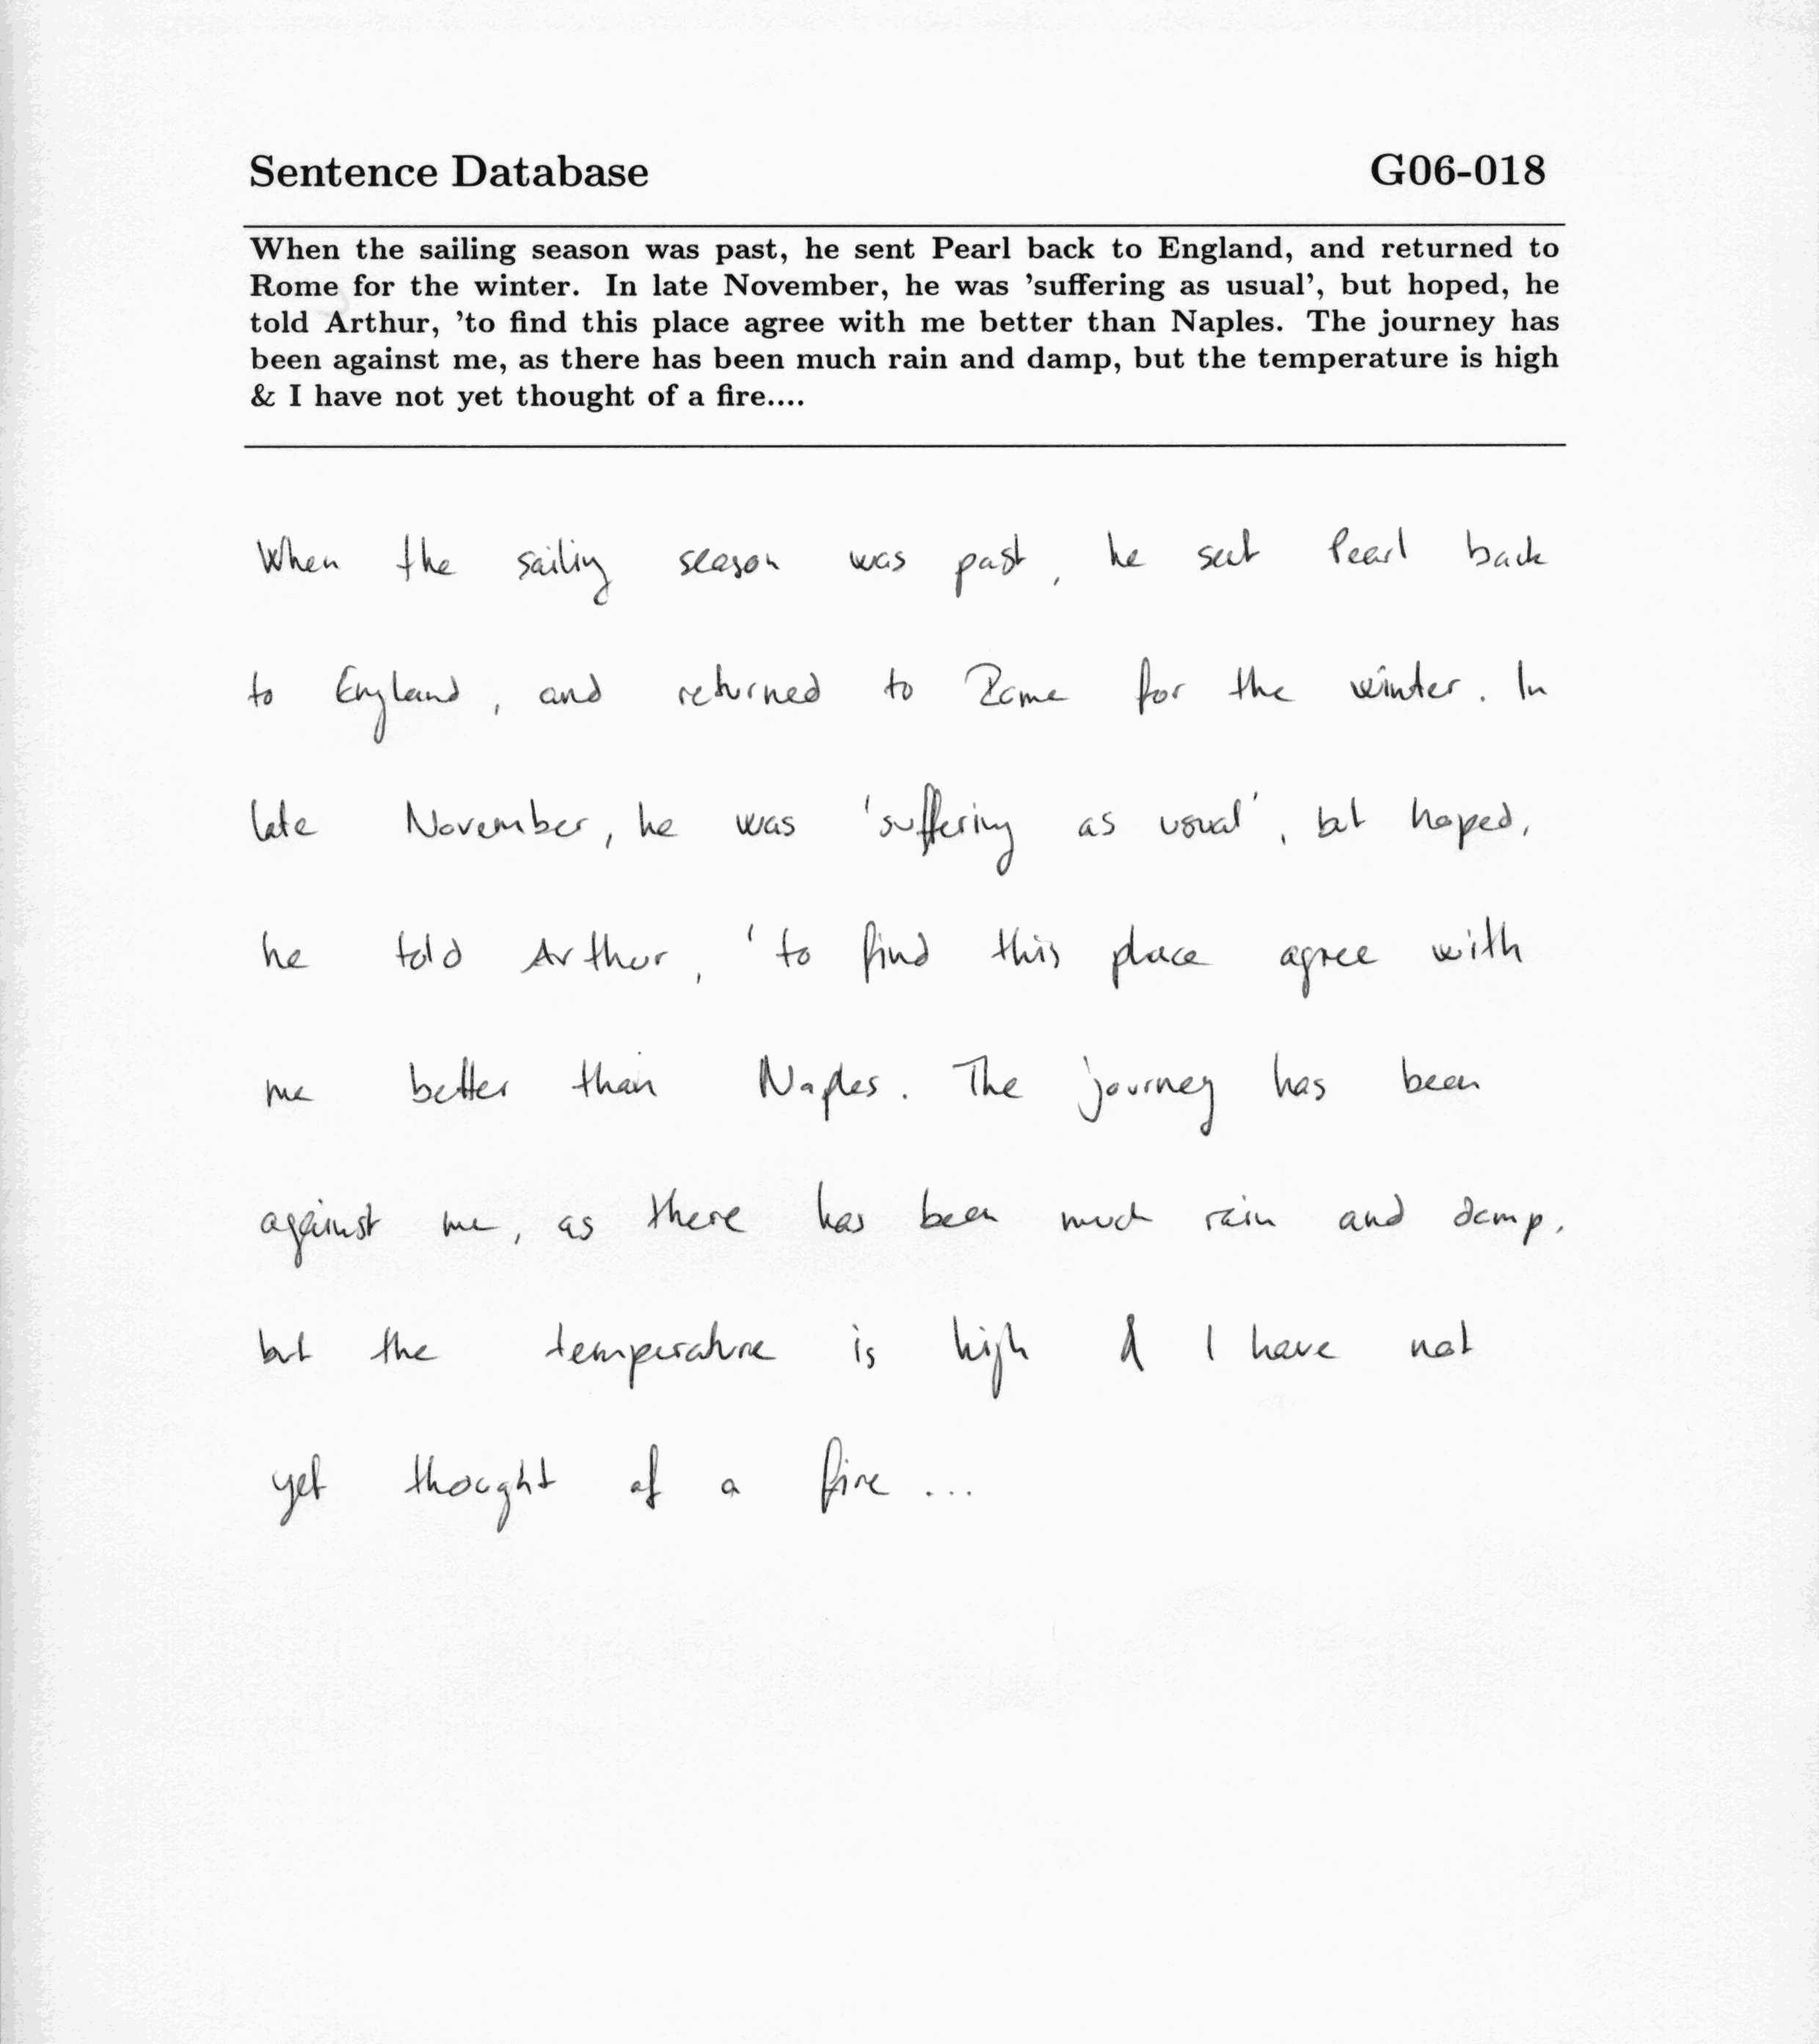 Sentence Database G06-018
When the sailing season was past, he sent Pearl back to England, and returned to
Rome for the winter. In late November, he was 'suffering as usual', but hoped, he
told Arthur, 'to find this place agree with me better than Naples. The journey has
been against me, as there has been much rain and damp, but the temperature is high
& I have not yet thought of a fire....
When the sailing season was past, he sent Pearl back
to England, and returned to Rome for the winter. In
late November, he was 'suffering as usual', but hoped,
he told Arthur, 'to find this place agree with
me better than Naples. The journey has been
against me, as there has been much rain and damp,
but the temperature is high & I have not
yet thought of a fire...